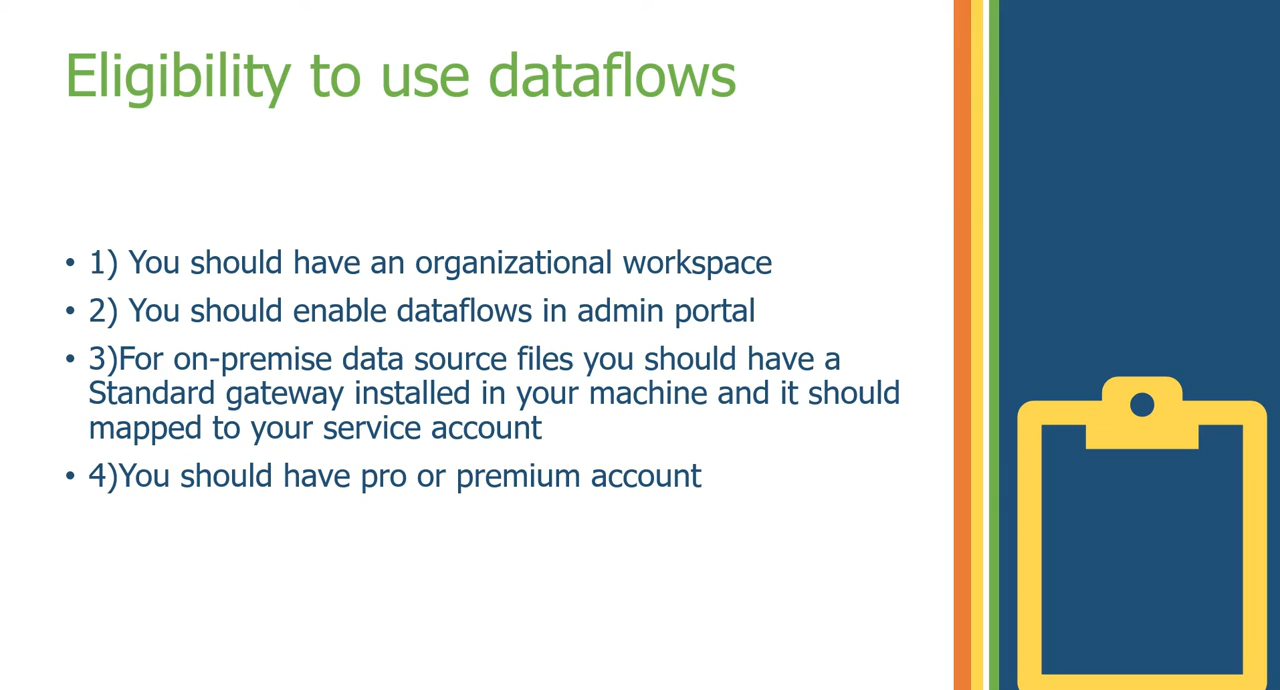 Eligibility to use dataflows
• 1) You should have an organizational workspace
• 2) You should enable dataflows in admin portal
• 3)For on-premise data source files you should have a
Standard gateway installed in your machine and it should
mapped to your service account
• 4)You should have pro or premium account